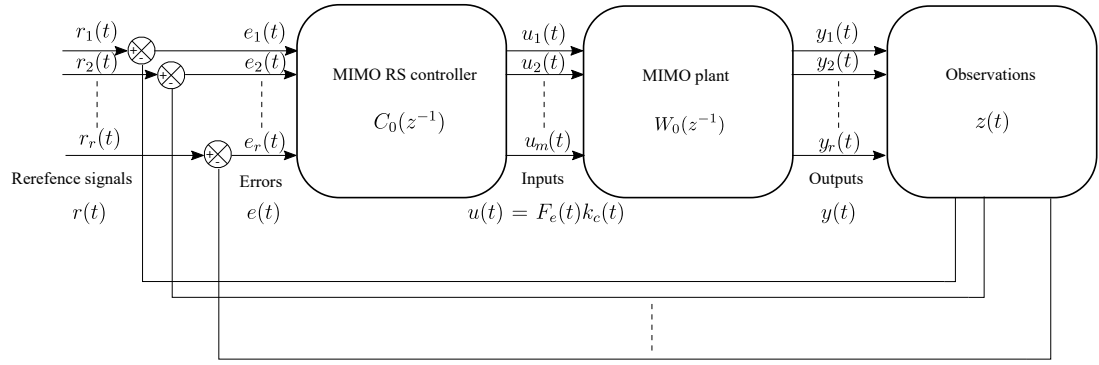 r₁(t) e₁(t) u₁(t) y₁(t)
+
-
r₂(t) e₂(t) MIMO RS controller u₂(t) MIMO plant y₂(t) Observations
+
-
C₀(z⁻¹) W₀(z⁻¹) z(t)
rᵣ(t) eᵣ(t) uₘ(t) yᵣ(t)
+
-
Rerefence signals Errors Inputs Outputs
r(t) e(t) u(t) = Fₑ(t)k꜀(t) y(t)